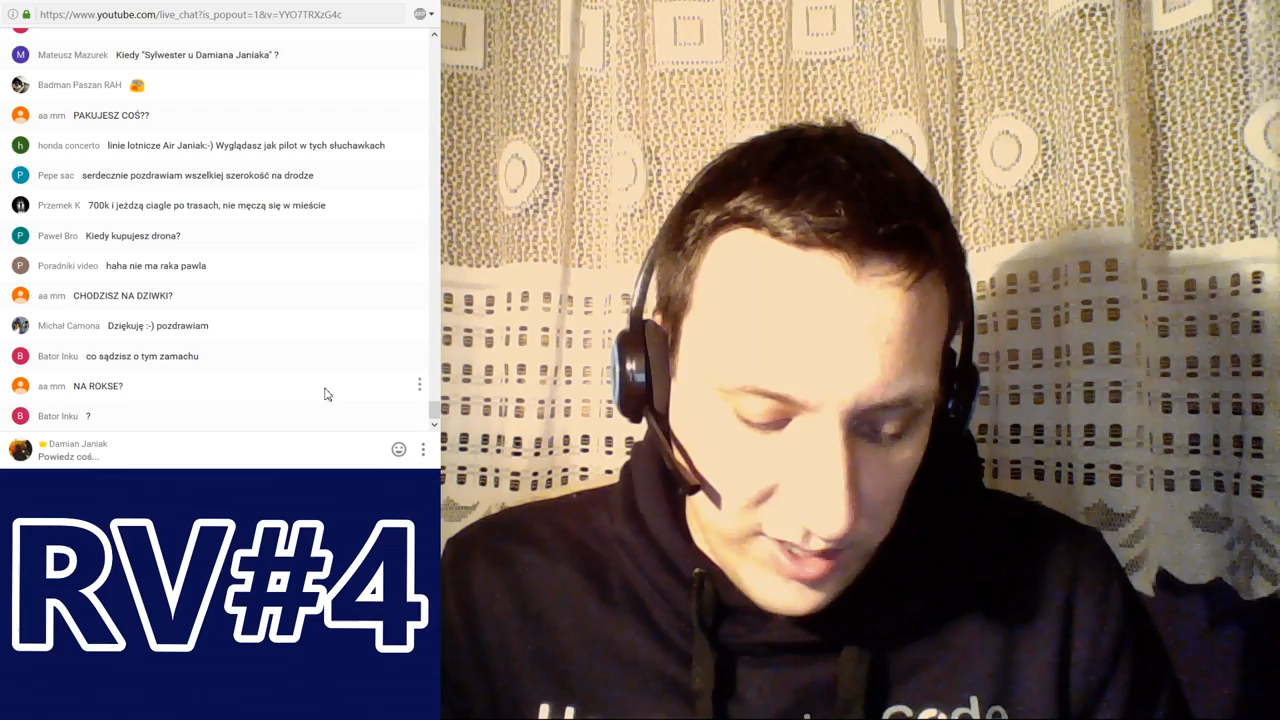 https://www.youtube.com/live_chat?is_popout=1&v=YYO7TRXzG4c
M Mateusz Mazurek Kiedy "Sylwester u Damiana Janiaka" ?
Badman Paszan RAH
aa mm PAKUJESZ COŚ??
h honda concerto linie lotnicze Air Janiak:-) Wyglądasz jak pilot w tych słuchawkach
P Pepe sac serdecznie pozdrawiam wszelkiej szerokość na drodze
Przemek K 700k i jeżdzą ciagle po trasach, nie męczą się w mieście
P Paweł Bro Kiedy kupujesz drona?
P Poradniki video haha nie ma raka pawla
aa mm CHODZISZ NA DZIWKI?
Michał Camona Dziękuję :-) pozdrawiam
B Bator Inku co sądzisz o tym zamachu
aa mm NA ROKSE?
B Bator Inku ?
Damian Janiak
Powiedz coś...
RV#4
code